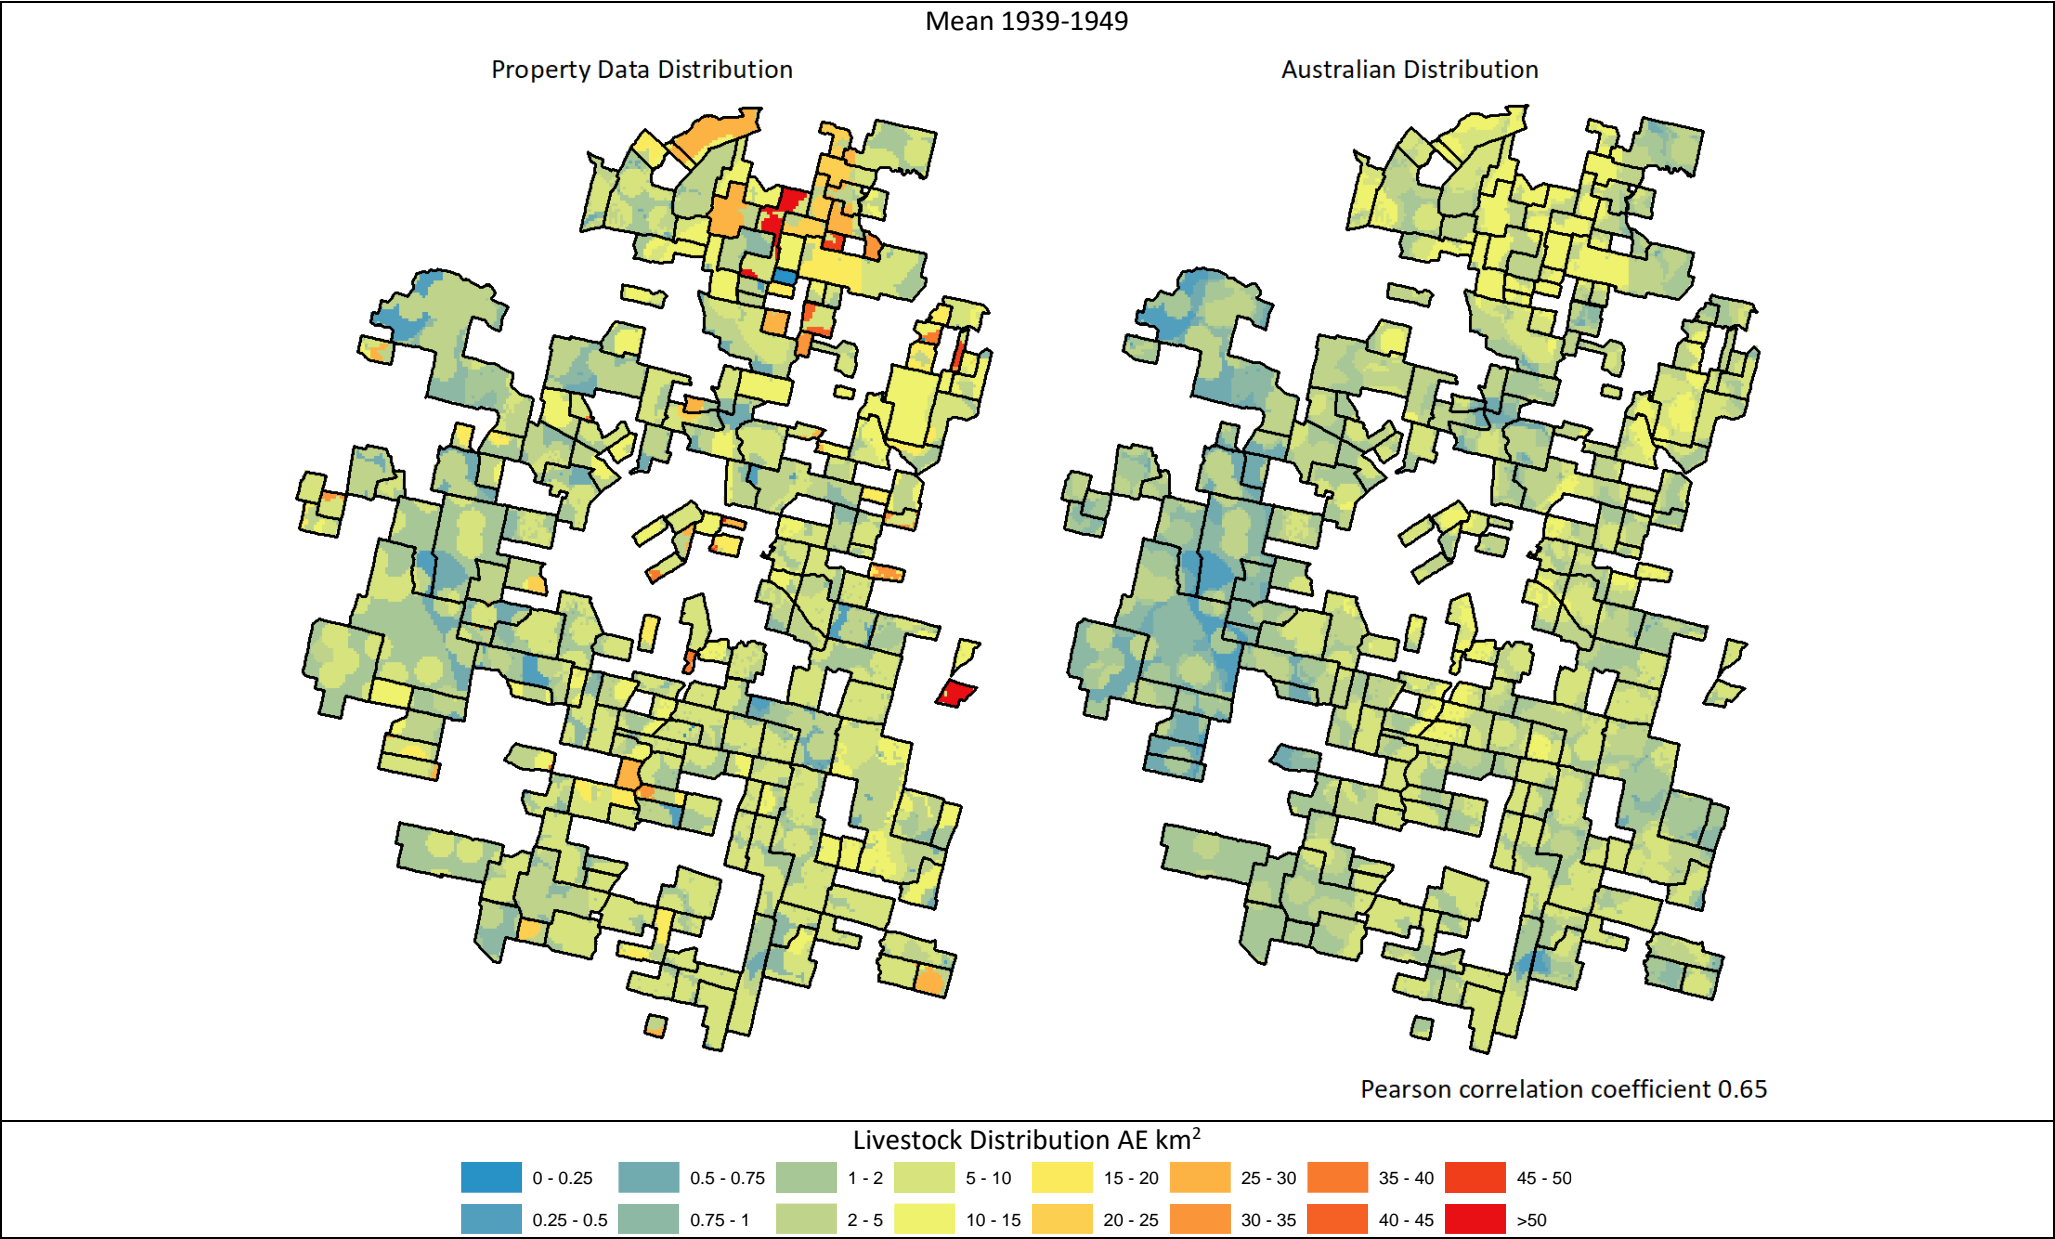 Mean 1939-1949
Property Data Distribution
Australian Distribution
Pearson correlation coefficient 0.65
Livestock Distribution AE km²
0 - 0.25
0.5 - 0.75
1 - 2
5 - 10
15 - 20
25 - 30
35 - 40
45 - 50
0.25 - 0.5
0.75 - 1
2 - 5
10 - 15
20 - 25
30 - 35
40 - 45
>50